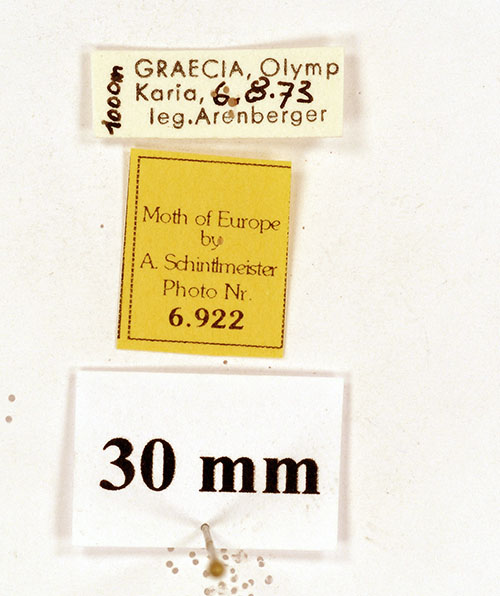 1000m
GRAECIA, Olymp
Karia, 6.8.73
leg.Arenberger
Moth of Europe
by
A. Schintlmeister
Photo Nr.
6.922
30 mm